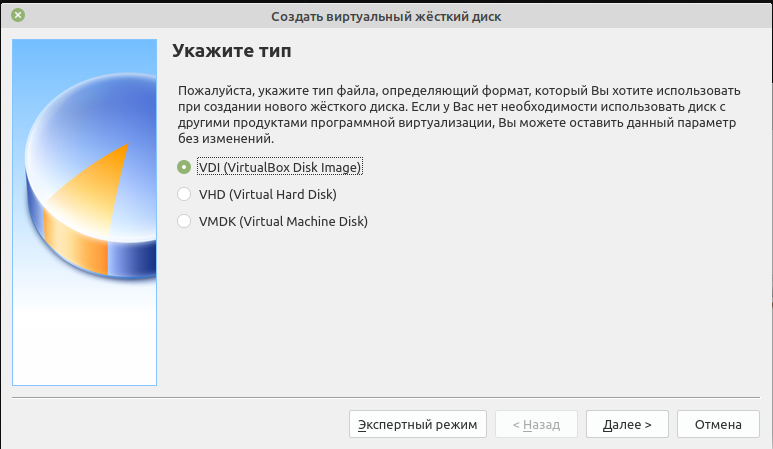 Создать виртуальный жёсткий диск
Укажите тип
Пожалуйста, укажите тип файла, определяющий формат, который Вы хотите использовать
при создании нового жёсткого диска. Если у Вас нет необходимости использовать диск с
другими продуктами программной виртуализации, Вы можете оставить данный параметр
без изменений.
VDI (VirtualBox Disk Image)
VHD (Virtual Hard Disk)
VMDK (Virtual Machine Disk)
Экспертный режим
< Назад
Далее >
Отмена